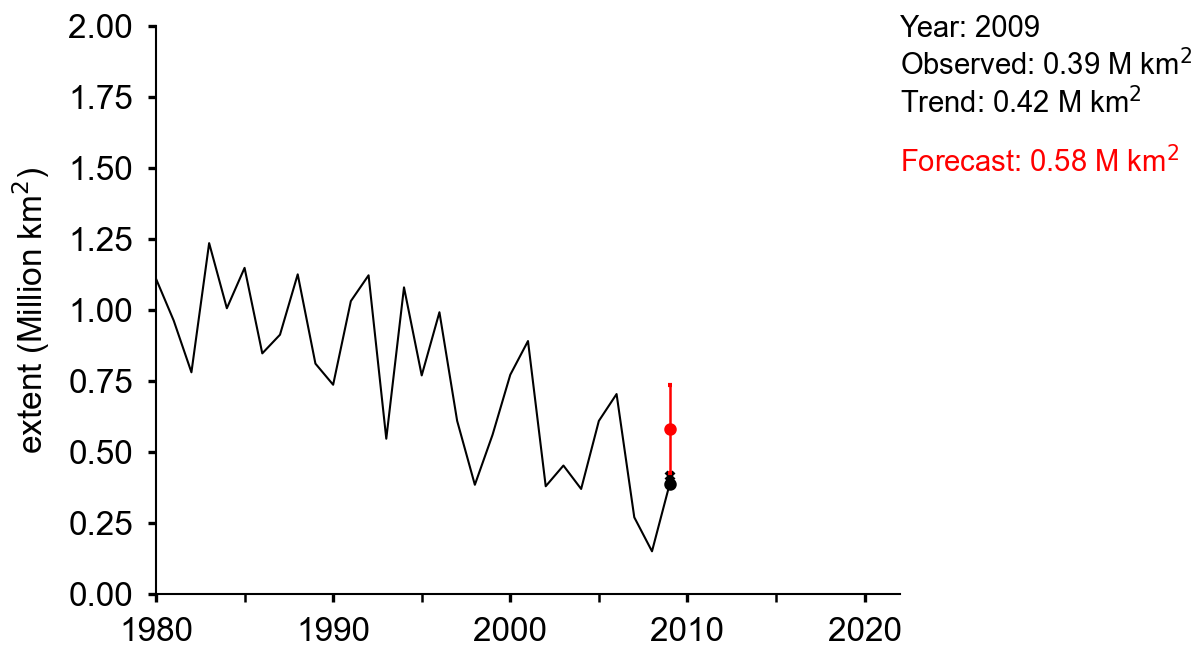 2.00
1.75
1.50
1.25
1.00
0.75
0.50
0.25
0.00
extent (Million km²)
1980 1990 2000 2010 2020
Year: 2009
Observed: 0.39 M km²
Trend: 0.42 M km²
Forecast: 0.58 M km²